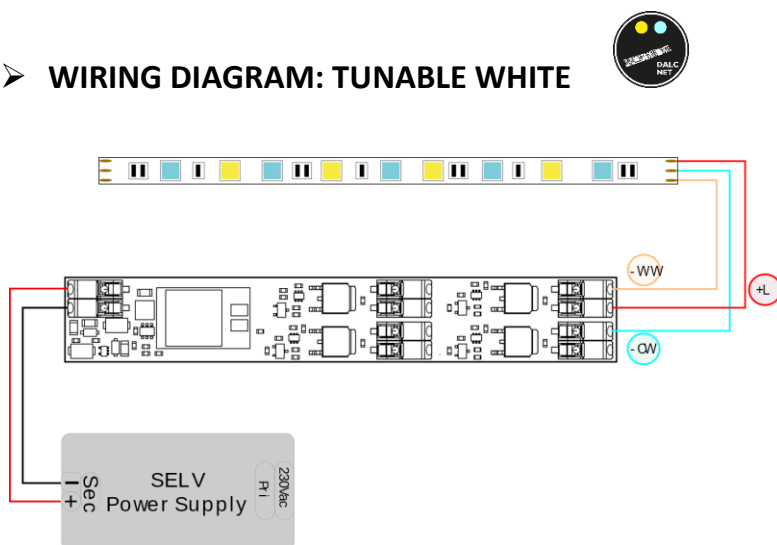 ➢ WIRING DIAGRAM: TUNABLE WHITE
DALC
NET
- WW
+L
- CW
SELV
Power Supply
Sec
- +
Pri
230Vac